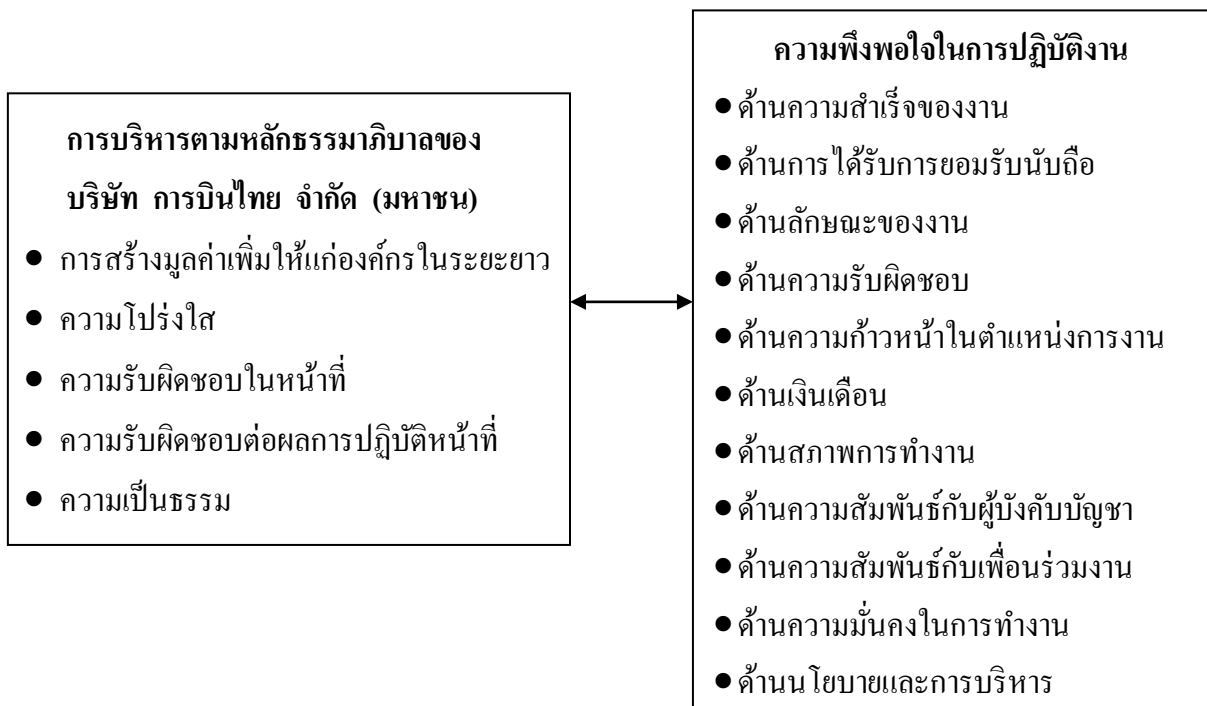 การบริหารตามหลักธรรมาภิบาลของ
บริษัท การบินไทย จำกัด (มหาชน)
● การสร้างมูลค่าเพิ่มให้แก่องค์กรในระยะยาว
● ความโปร่งใส
● ความรับผิดชอบในหน้าที่
● ความรับผิดชอบต่อผลการปฏิบัติหน้าที่
● ความเป็นธรรม
ความพึงพอใจในการปฏิบัติงาน
● ด้านความสำเร็จของงาน
● ด้านการได้รับการยอมรับนับถือ
● ด้านลักษณะของงาน
● ด้านความรับผิดชอบ
● ด้านความก้าวหน้าในตำแหน่งการงาน
● ด้านเงินเดือน
● ด้านสภาพการทำงาน
● ด้านความสัมพันธ์กับผู้บังคับบัญชา
● ด้านความสัมพันธ์กับเพื่อนร่วมงาน
● ด้านความมั่นคงในการทำงาน
● ด้านนโยบายและการบริหาร